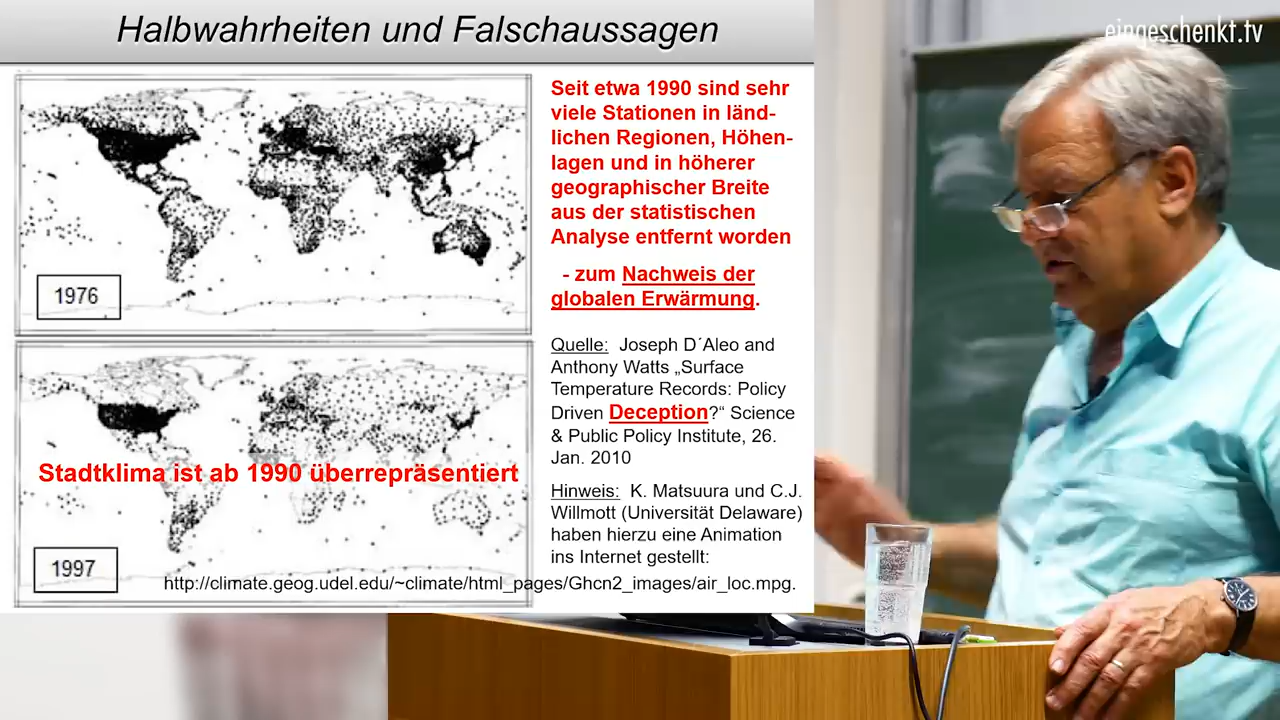 Halbwahrheiten und Falschaussagen
eingeschenkt.tv
Seit etwa 1990 sind sehr
viele Stationen in länd-
lichen Regionen, Höhen-
lagen und in höherer
geographischer Breite
aus der statistischen
Analyse entfernt worden
- zum Nachweis der
globalen Erwärmung.
1976
Quelle: Joseph D´Aleo and
Anthony Watts „Surface
Temperature Records: Policy
Driven Deception?“ Science
& Public Policy Institute, 26.
Jan. 2010
Stadtklima ist ab 1990 überrepräsentiert
Hinweis: K. Matsuura und C.J.
Willmott (Universität Delaware)
haben hierzu eine Animation
ins Internet gestellt:
1997
http://climate.geog.udel.edu/~climate/html_pages/Ghcn2_images/air_loc.mpg.